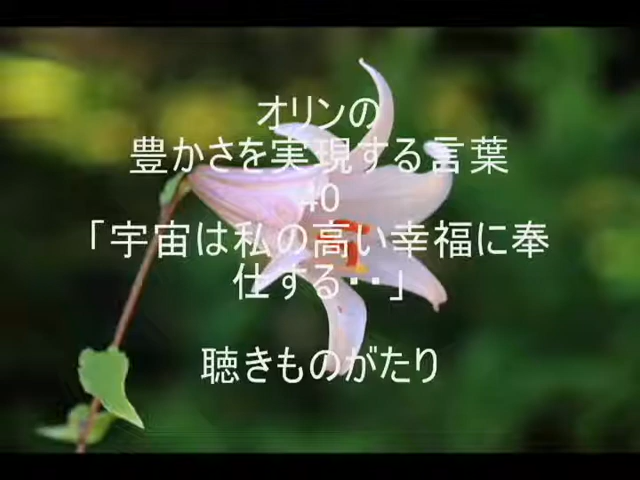 オリンの
豊かさを実現する言葉
40
「宇宙は私の高い幸福に奉
仕する・・」
聴きものがたり